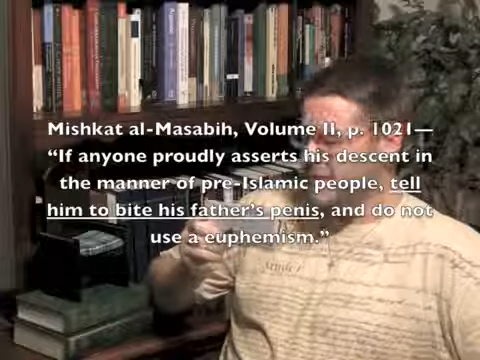 Mishkat al-Masabih, Volume II, p. 1021—
“If anyone proudly asserts his descent in
the manner of pre-Islamic people, tell
him to bite his father’s penis, and do not
use a euphemism.”